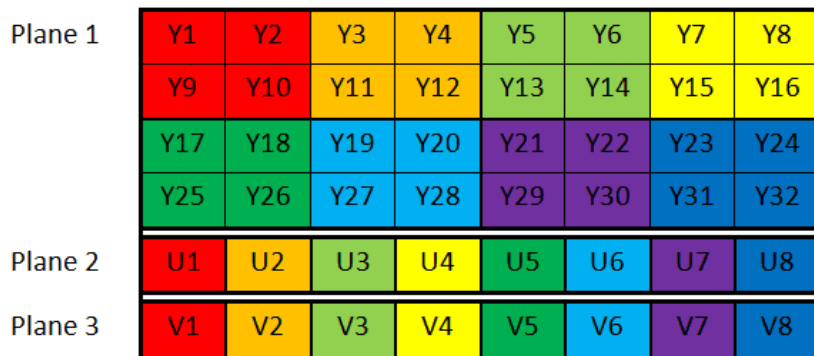 Plane 1 Y1 Y2 Y3 Y4 Y5 Y6 Y7 Y8
Y9 Y10 Y11 Y12 Y13 Y14 Y15 Y16
Y17 Y18 Y19 Y20 Y21 Y22 Y23 Y24
Y25 Y26 Y27 Y28 Y29 Y30 Y31 Y32
Plane 2 U1 U2 U3 U4 U5 U6 U7 U8
Plane 3 V1 V2 V3 V4 V5 V6 V7 V8